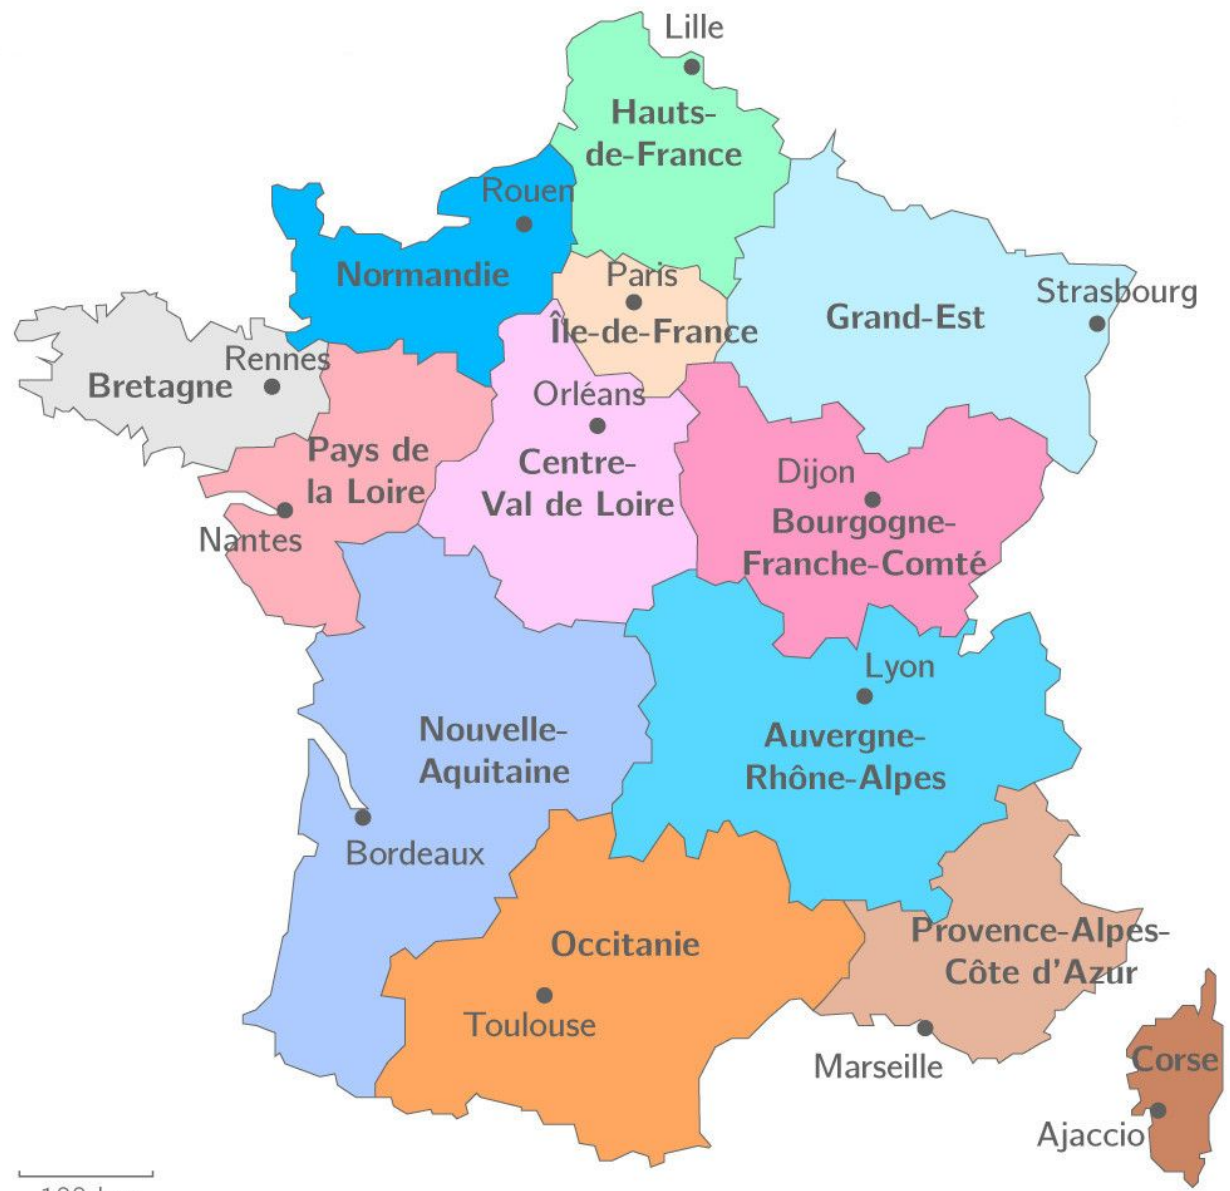 Lille
Hauts-
de-France
Rouen
Normandie
Paris
Île-de-France
Strasbourg
Grand-Est
Rennes
Bretagne
Orléans
Pays de
la Loire
Centre-
Val de Loire
Dijon
Bourgogne-
Franche-Comté
Nantes
Lyon
Auvergne-
Rhône-Alpes
Nouvelle-
Aquitaine
Bordeaux
Occitanie
Toulouse
Provence-Alpes-
Côte d'Azur
Marseille
Corse
Ajaccio